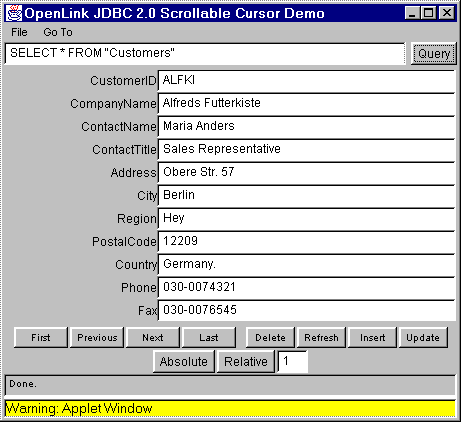 OpenLink JDBC 2.0 Scrollable Cursor Demo
File Go To
SELECT * FROM "Customers" Query
CustomerID ALFKI
CompanyName Alfreds Futterkiste
ContactName Maria Anders
ContactTitle Sales Representative
Address Obere Str. 57
City Berlin
Region Hey
PostalCode 12209
Country Germany.
Phone 030-0074321
Fax 030-0076545
First Previous Next Last Delete Refresh Insert Update
Absolute Relative 1
Done.
Warning: Applet Window